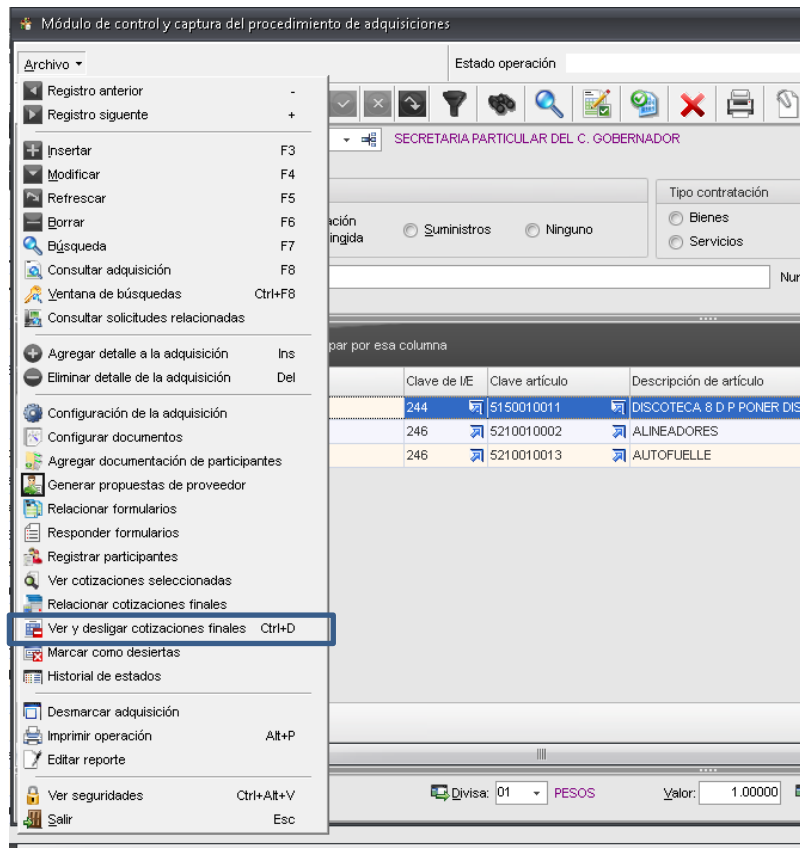 Módulo de control y captura del procedimiento de adquisiciones
Archivo
Estado operación
Registro anterior -
Registro siguente +
Insertar F3
Modificar F4
Refrescar F5
Borrar F6
Búsqueda F7
Consultar adquisición F8
Ventana de búsquedas Ctrl+F8
Consultar solicitudes relacionadas
Agregar detalle a la adquisición Ins
Eliminar detalle de la adquisición Del
Configuración de la adquisición
Configurar documentos
Agregar documentación de participantes
Generar propuestas de proveedor
Relacionar formularios
Responder formularios
Registrar participantes
Ver cotizaciones seleccionadas
Relacionar cotizaciones finales
Ver y desligar cotizaciones finales Ctrl+D
Marcar como desiertas
Historial de estados
Desmarcar adquisición
Imprimir operación Alt+P
Editar reporte
Ver seguridades Ctrl+Alt+V
Salir Esc
SECRETARIA PARTICULAR DEL C. GOBERNADOR
Tipo contratación
ación
ingida
Suministros
Ninguno
Bienes
Servicios
Nur
par por esa columna
Clave de I/E Clave artículo Descripción de artículo
244 5150010011 DISCOTECA 8 D P PONER DIS
246 5210010002 ALINEADORES
246 5210010013 AUTOFUELLE
Divisa: 01 PESOS Valor: 1.00000